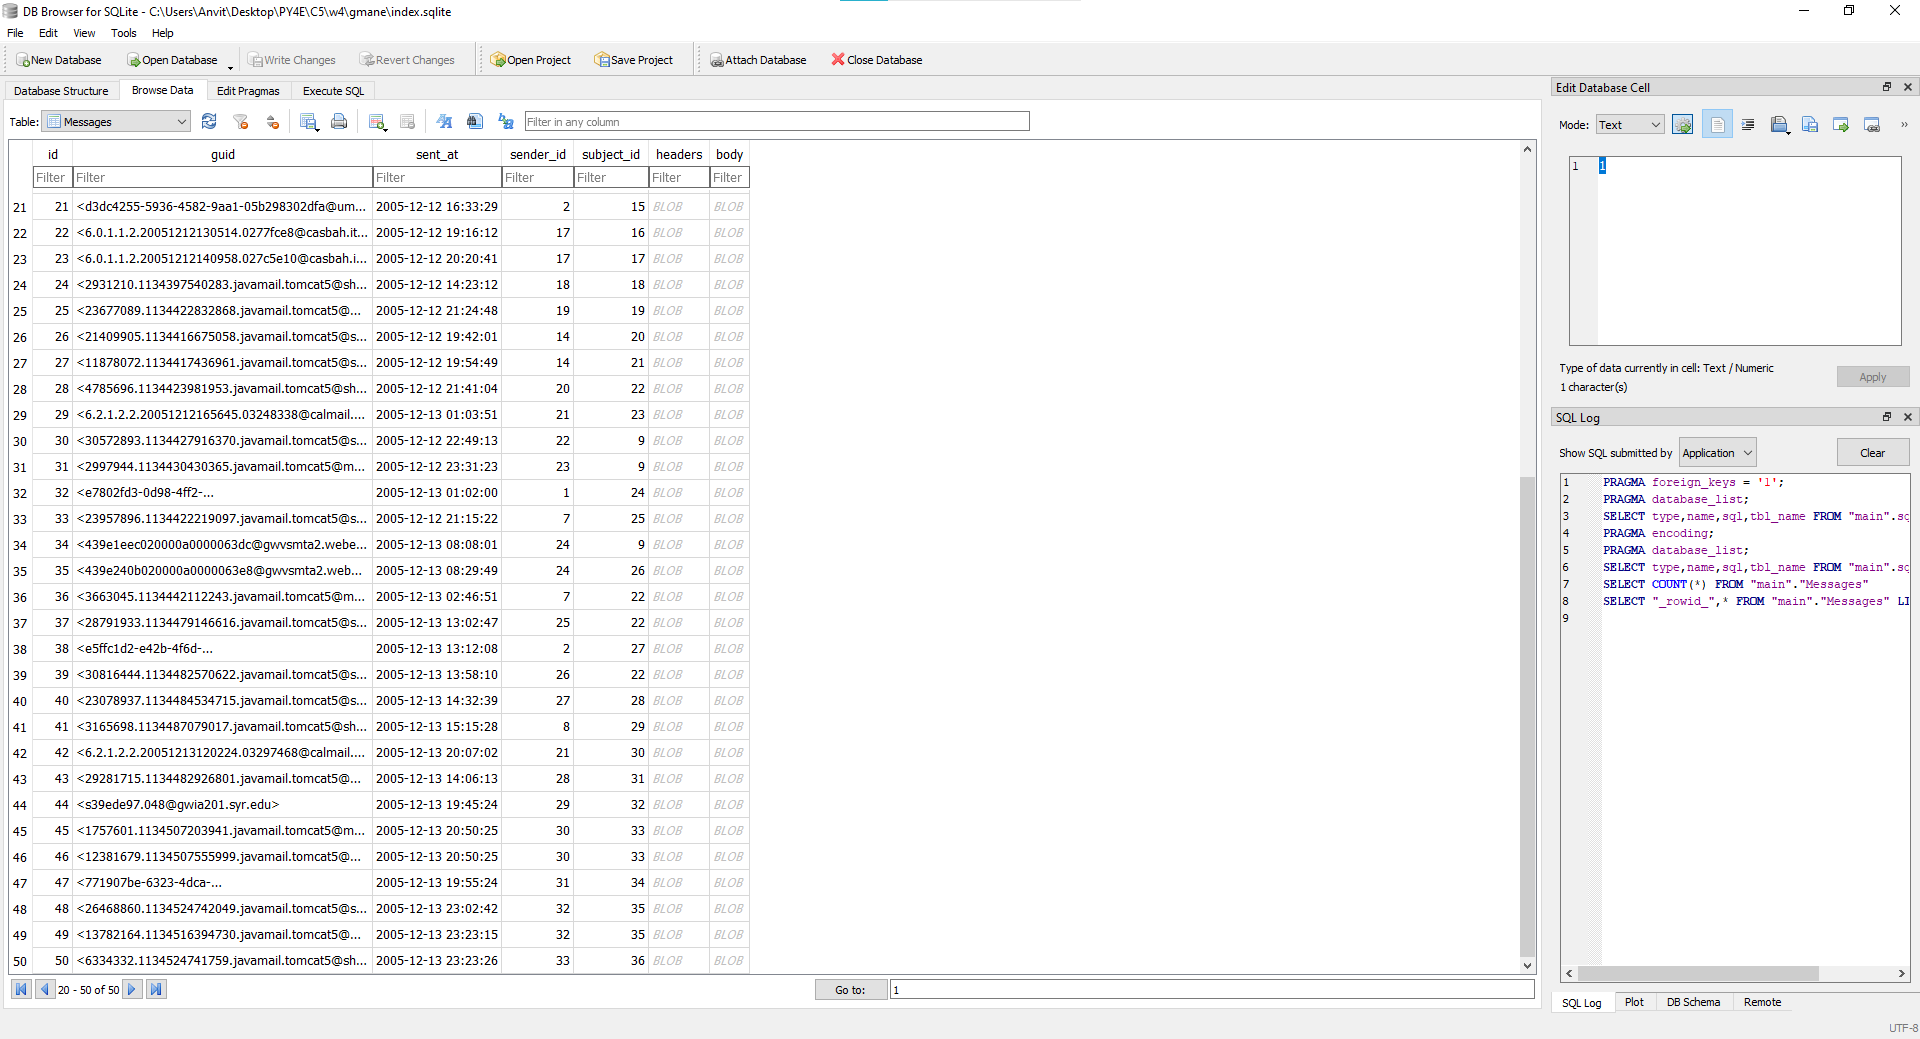 DB Browser for SQLite - C:\Users\Anvit\Desktop\PY4E\C5\w4\gmane\index.sqlite
File Edit View Tools Help
New Database Open Database Write Changes Revert Changes Open Project Save Project Attach Database Close Database
Database Structure Browse Data Edit Pragmas Execute SQL
Table: Messages Filter in any column
id guid sent_at sender_id subject_id headers body
Filter Filter Filter Filter Filter Filter Filter
21 21 <d3dc4255-5936-4582-9aa1-05b298302dfa@um... 2005-12-12 16:33:29 2 15 BLOB BLOB
22 22 <6.0.1.1.2.20051212130514.0277fce8@casbah.it... 2005-12-12 19:16:12 17 16 BLOB BLOB
23 23 <6.0.1.1.2.20051212140958.027c5e10@casbah.i... 2005-12-12 20:20:41 17 17 BLOB BLOB
24 24 <2931210.1134397540283.javamail.tomcat5@sh... 2005-12-12 14:23:12 18 18 BLOB BLOB
25 25 <23677089.1134422832868.javamail.tomcat5@... 2005-12-12 21:24:48 19 19 BLOB BLOB
26 26 <21409905.1134416675058.javamail.tomcat5@s... 2005-12-12 19:42:01 14 20 BLOB BLOB
27 27 <11878072.1134417436961.javamail.tomcat5@s... 2005-12-12 19:54:49 14 21 BLOB BLOB
28 28 <4785696.1134423981953.javamail.tomcat5@sh... 2005-12-12 21:41:04 20 22 BLOB BLOB
29 29 <6.2.1.2.2.20051212165645.03248338@calmail.... 2005-12-13 01:03:51 21 23 BLOB BLOB
30 30 <30572893.1134427916370.javamail.tomcat5@s... 2005-12-12 22:49:13 22 9 BLOB BLOB
31 31 <2997944.1134430430365.javamail.tomcat5@m... 2005-12-12 23:31:23 23 9 BLOB BLOB
32 32 <e7802fd3-0d98-4ff2-... 2005-12-13 01:02:00 1 24 BLOB BLOB
33 33 <23957896.1134422219097.javamail.tomcat5@s... 2005-12-12 21:15:22 7 25 BLOB BLOB
34 34 <439e1eec020000a0000063dc@gwvsmta2.webe... 2005-12-13 08:08:01 24 9 BLOB BLOB
35 35 <439e240b020000a0000063e8@gwvsmta2.web... 2005-12-13 08:29:49 24 26 BLOB BLOB
36 36 <3663045.1134442112243.javamail.tomcat5@m... 2005-12-13 02:46:51 7 22 BLOB BLOB
37 37 <28791933.1134479146616.javamail.tomcat5@s... 2005-12-13 13:02:47 25 22 BLOB BLOB
38 38 <e5ffc1d2-e42b-4f6d-... 2005-12-13 13:12:08 2 27 BLOB BLOB
39 39 <30816444.1134482570622.javamail.tomcat5@s... 2005-12-13 13:58:10 26 22 BLOB BLOB
40 40 <23078937.1134484534715.javamail.tomcat5@s... 2005-12-13 14:32:39 27 28 BLOB BLOB
41 41 <3165698.1134487079017.javamail.tomcat5@sh... 2005-12-13 15:15:28 8 29 BLOB BLOB
42 42 <6.2.1.2.2.20051213120224.03297468@calmail.... 2005-12-13 20:07:02 21 30 BLOB BLOB
43 43 <29281715.1134482926801.javamail.tomcat5@... 2005-12-13 14:06:13 28 31 BLOB BLOB
44 44 <s39ede97.048@gwia201.syr.edu> 2005-12-13 19:45:24 29 32 BLOB BLOB
45 45 <1757601.1134507203941.javamail.tomcat5@m... 2005-12-13 20:50:25 30 33 BLOB BLOB
46 46 <12381679.1134507555999.javamail.tomcat5@... 2005-12-13 20:50:25 30 33 BLOB BLOB
47 47 <771907be-6323-4dca-... 2005-12-13 19:55:24 31 34 BLOB BLOB
48 48 <26468860.1134524742049.javamail.tomcat5@s... 2005-12-13 23:02:42 32 35 BLOB BLOB
49 49 <13782164.1134516394730.javamail.tomcat5@... 2005-12-13 23:23:15 32 35 BLOB BLOB
50 50 <6334332.1134524741759.javamail.tomcat5@sh... 2005-12-13 23:23:26 33 36 BLOB BLOB
20 - 50 of 50 Go to: 1
Edit Database Cell
Mode: Text
1 1
Type of data currently in cell: Text / Numeric
1 character(s)
Apply
SQL Log
Show SQL submitted by Application Clear
1 PRAGMA foreign_keys = '1';
2 PRAGMA database_list;
3 SELECT type,name,sql,tbl_name FROM "main".sq
4 PRAGMA encoding;
5 PRAGMA database_list;
6 SELECT type,name,sql,tbl_name FROM "main".sq
7 SELECT COUNT(*) FROM "main"."Messages"
8 SELECT "_rowid_",* FROM "main"."Messages" LI
9
SQL Log Plot DB Schema Remote
UTF-8